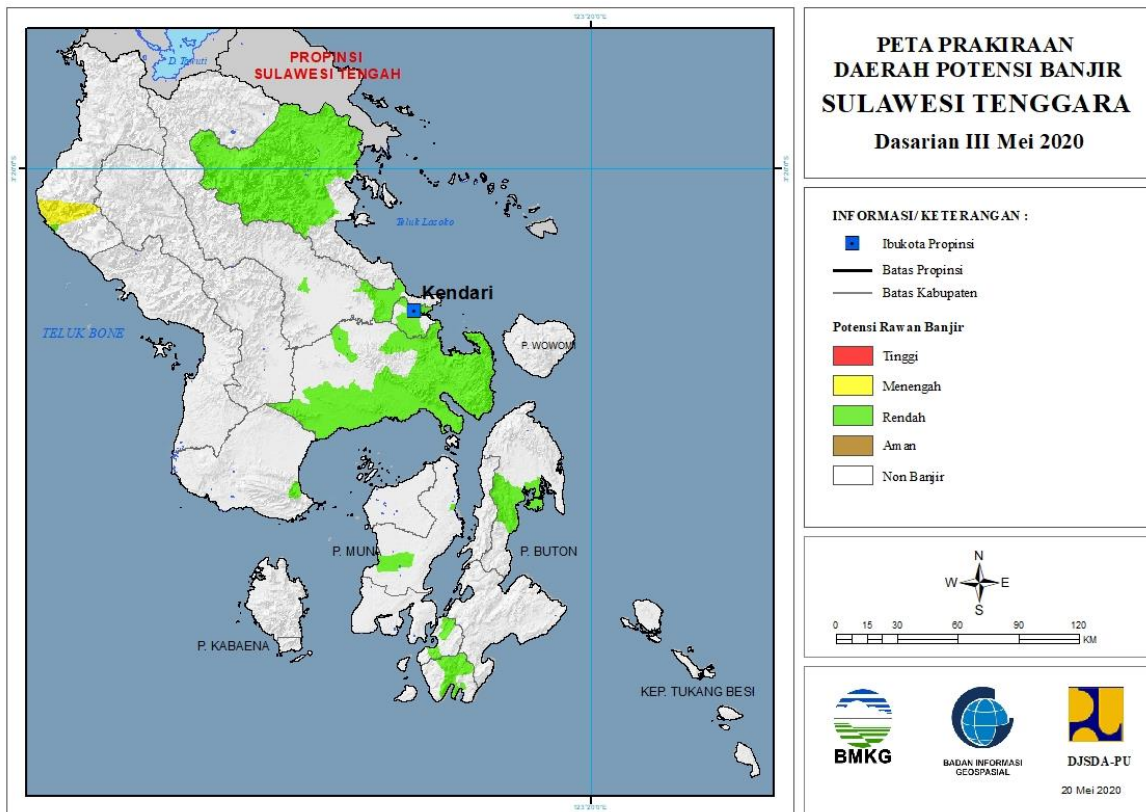 PETA PRAKIRAAN
DAERAH POTENSI BANJIR
SULAWESI TENGGARA
Dasarian III Mei 2020
INFORMASI/ KETERANGAN :
Ibukota Propinsi
Batas Propinsi
Batas Kabupaten
Potensi Rawan Banjir
Tinggi
Menengah
Rendah
Aman
Non Banjir
N
W E
S
0 15 30 60 90 120
KM
BMKG
BADAN INFORMASI
GEOSPASIAL
DJSDA-PU
20 Mei 2020
PROPINSI
SULAWESI TENGAH
Teluk Lasoko
Kendari
TELUK BONE
P. WOWONI
P. MUNA
P. BUTON
P. KABAENA
KEP. TUKANG BESI